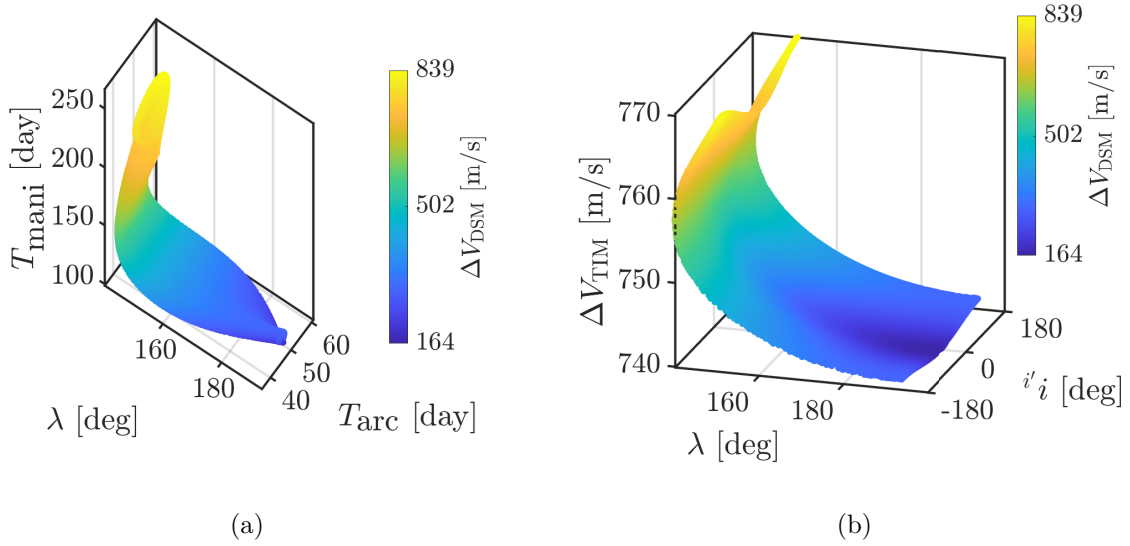 250
200
150
100
T_mani [day]
160
180
λ [deg]
40
50
60
T_arc [day]
839
502
164
ΔV_DSM [m/s]
(a)
770
760
750
740
ΔV_TIM [m/s]
160
180
λ [deg]
-180
0
180
i' i [deg]
839
502
164
ΔV_DSM [m/s]
(b)